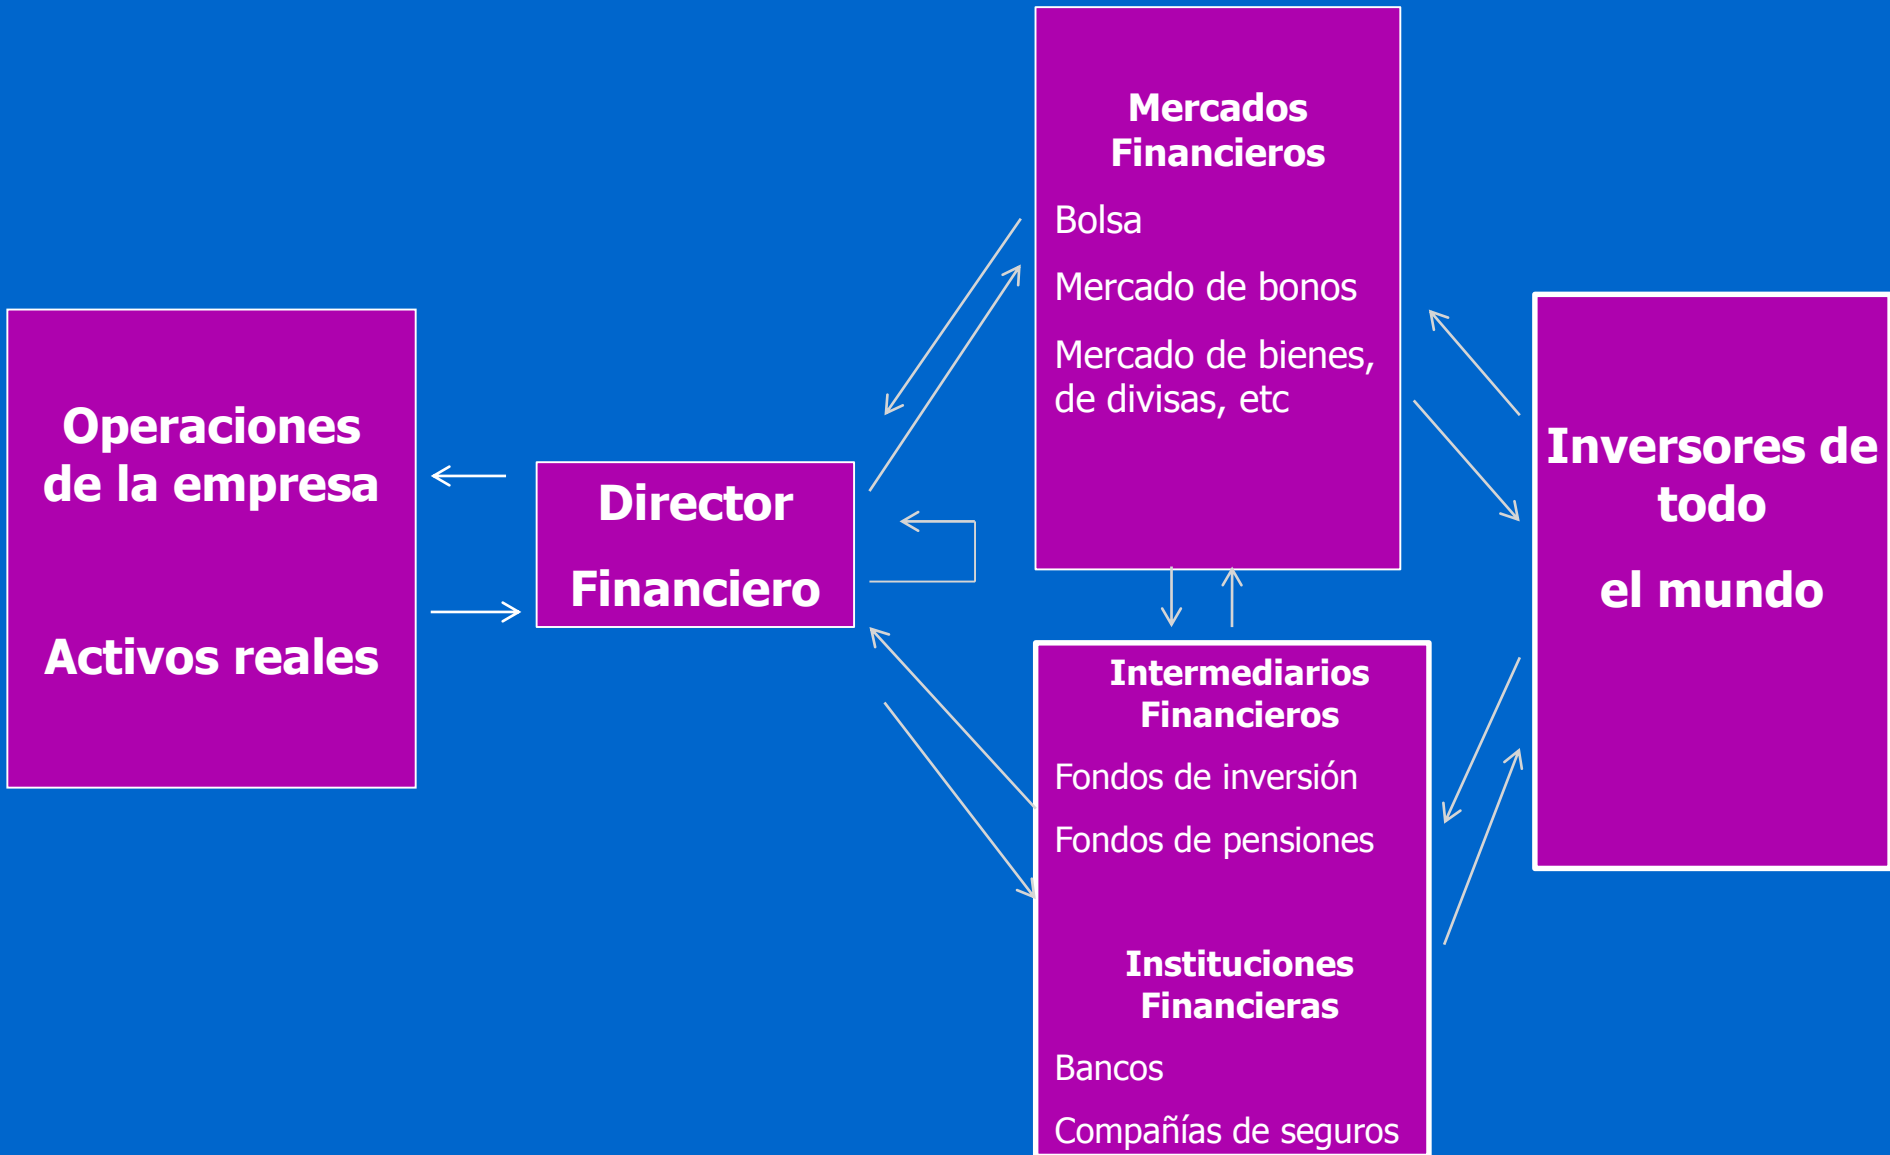 Operaciones
de la empresa
Activos reales
Director
Financiero
Mercados
Financieros
Bolsa
Mercado de bonos
Mercado de bienes,
de divisas, etc
Intermediarios
Financieros
Fondos de inversión
Fondos de pensiones
Instituciones
Financieras
Bancos
Compañías de seguros
Inversores de
todo
el mundo